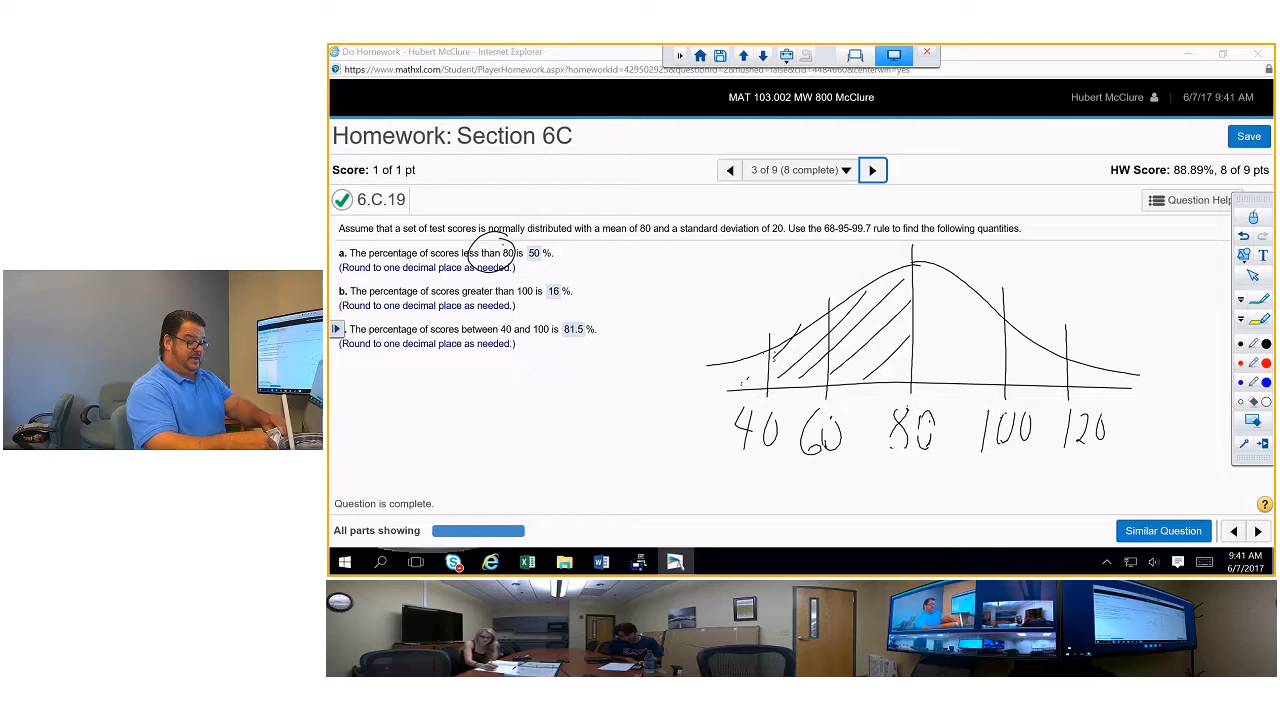 Do Homework - Hubert McClure - Internet Explorer
MAT 103.002 MW 800 McClure
Hubert McClure
6/7/17 9:41 AM
Homework: Section 6C
Save
Score: 1 of 1 pt
3 of 9 (8 complete)
HW Score: 88.89%, 8 of 9 pts
6.C.19
Question Help
Assume that a set of test scores is normally distributed with a mean of 80 and a standard deviation of 20. Use the 68-95-99.7 rule to find the following quantities.
a. The percentage of scores less than 80 is 50 %.
(Round to one decimal place as needed.)
b. The percentage of scores greater than 100 is 16 %.
(Round to one decimal place as needed.)
. The percentage of scores between 40 and 100 is 81.5 %.
(Round to one decimal place as needed.)
40 60 80 100 120
Question is complete.
All parts showing
Similar Question
9:41 AM
6/7/2017